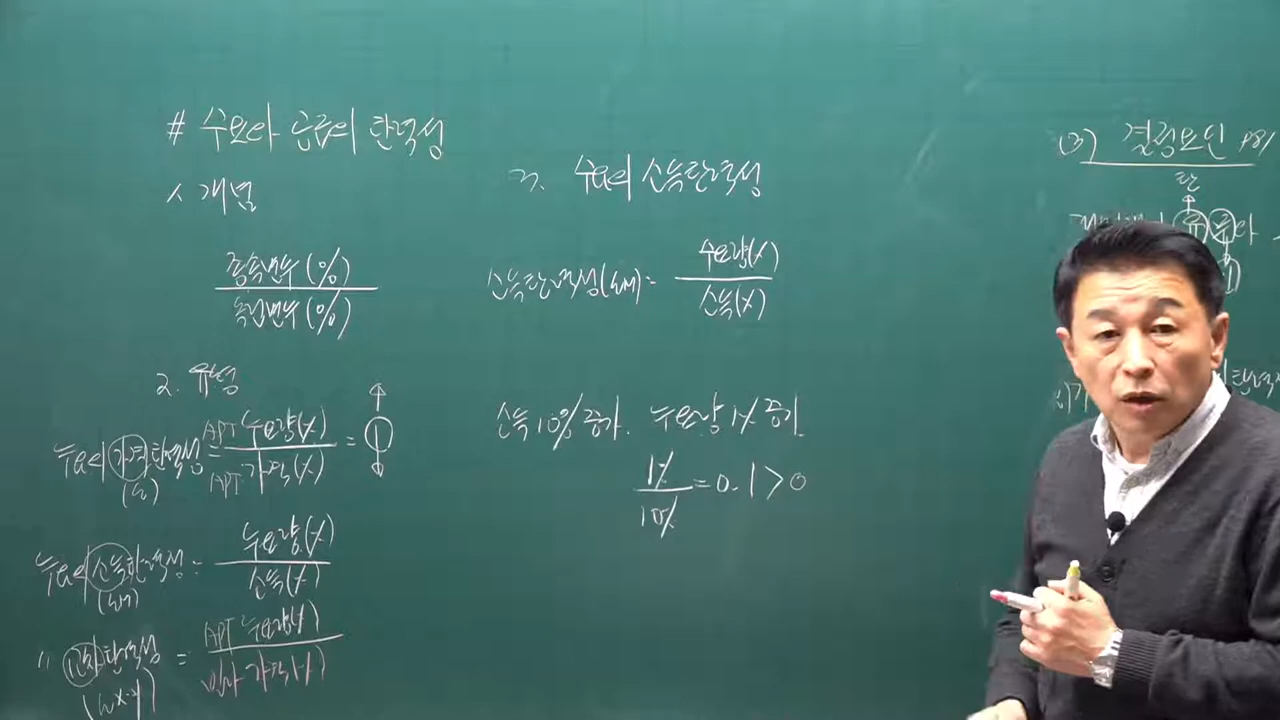 # 수요와 공급의 탄력성
1. 개념
종속변수(%)
독립변수(%)
2. 유형
수요의 가격탄력성 = APT 수요량(%) / APT 가격(%) =
수요의 소득탄력성 = 수요량(%) / 소득(%)
〃 교차탄력성 = APT 수요량(%) / 빌라 가격(%)
3. 수요의 소득탄력성
소득탄력성 = 수요량(%) / 소득(%)
소득 10% 증가. 수요량 1% 증가.
1% / 10% = 0.1 > 0
(3) 결정요인 P81
탄